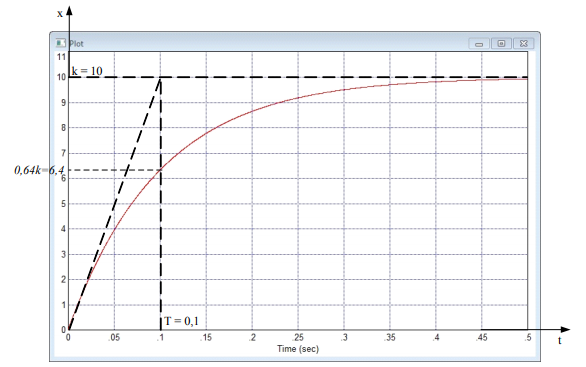 x
Plot
11
k = 10
10
9
8
7
0,64k=6,4
6
5
4
3
2
1
T = 0,1
0
0 .05 .1 .15 .2 .25 .3 .35 .4 .45 .5
Time (sec)
t